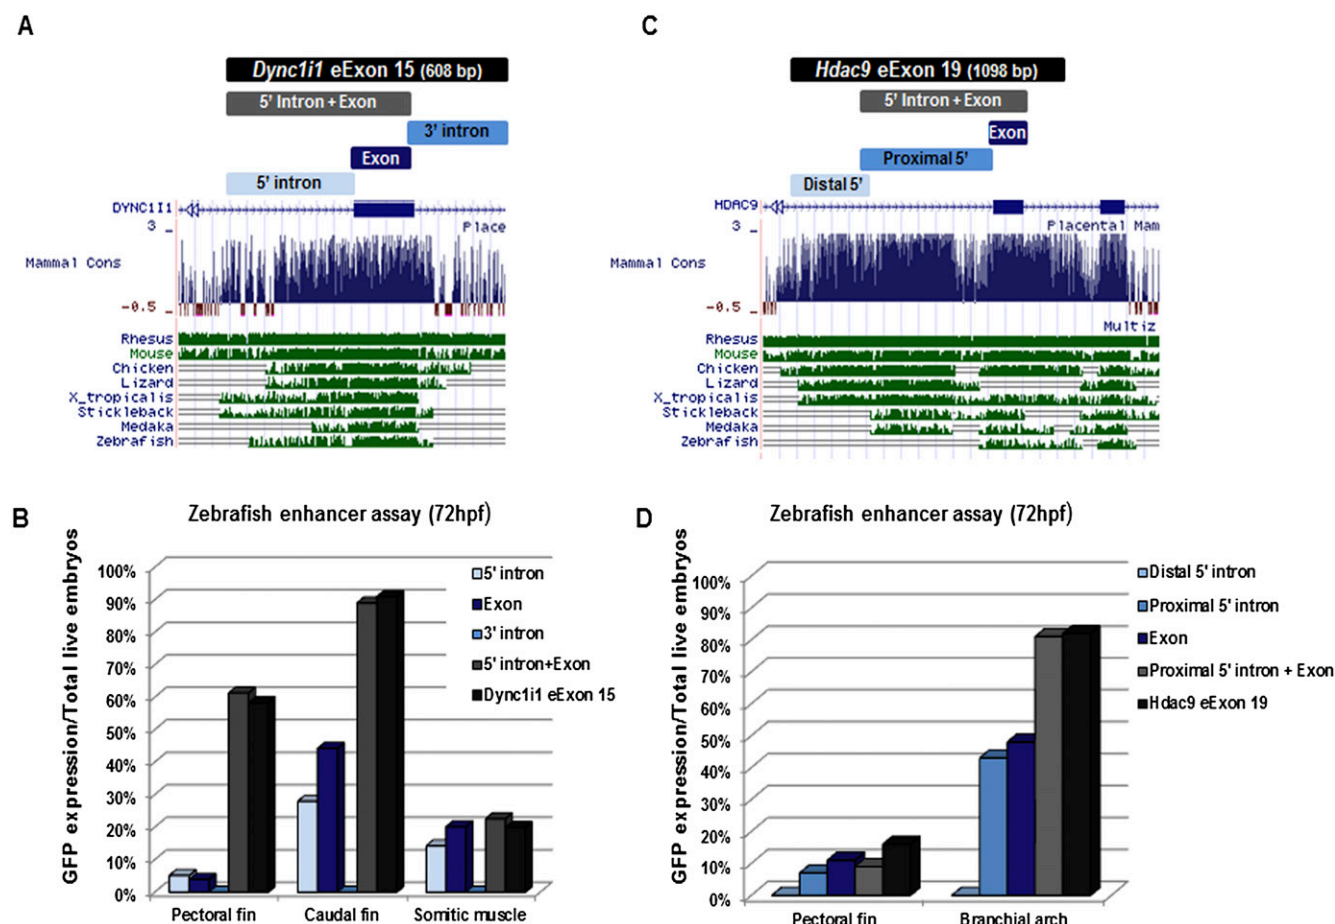 A
Dync1i1 eExon 15 (608 bp)
5' Intron + Exon
3' intron
Exon
5' intron
DYNC1I1
3
Place
Mammal Cons
-0.5
Rhesus
Mouse
Chicken
Lizard
X_tropicalis
Stickleback
Medaka
Zebrafish
C
Hdac9 eExon 19 (1098 bp)
5' Intron + Exon
Exon
Proximal 5'
Distal 5'
HDAC9
3
Placental Mam
Mammal Cons
-0.5
Multiz
Rhesus
Mouse
Chicken
Lizard
X_tropicalis
Stickleback
Medaka
Zebrafish
B
Zebrafish enhancer assay (72hpf)
GFP expression/Total live embryos
100%
90%
80%
70%
60%
50%
40%
30%
20%
10%
0%
Pectoral fin
Caudal fin
Somitic muscle
5' intron
Exon
3' intron
5' intron+Exon
Dync1i1 eExon 15
D
Zebrafish enhancer assay (72hpf)
GFP expression/Total live embryos
100%
90%
80%
70%
60%
50%
40%
30%
20%
10%
0%
Pectoral fin
Branchial arch
Distal 5' intron
Proximal 5' intron
Exon
Proximal 5' intron + Exon
Hdac9 eExon 19